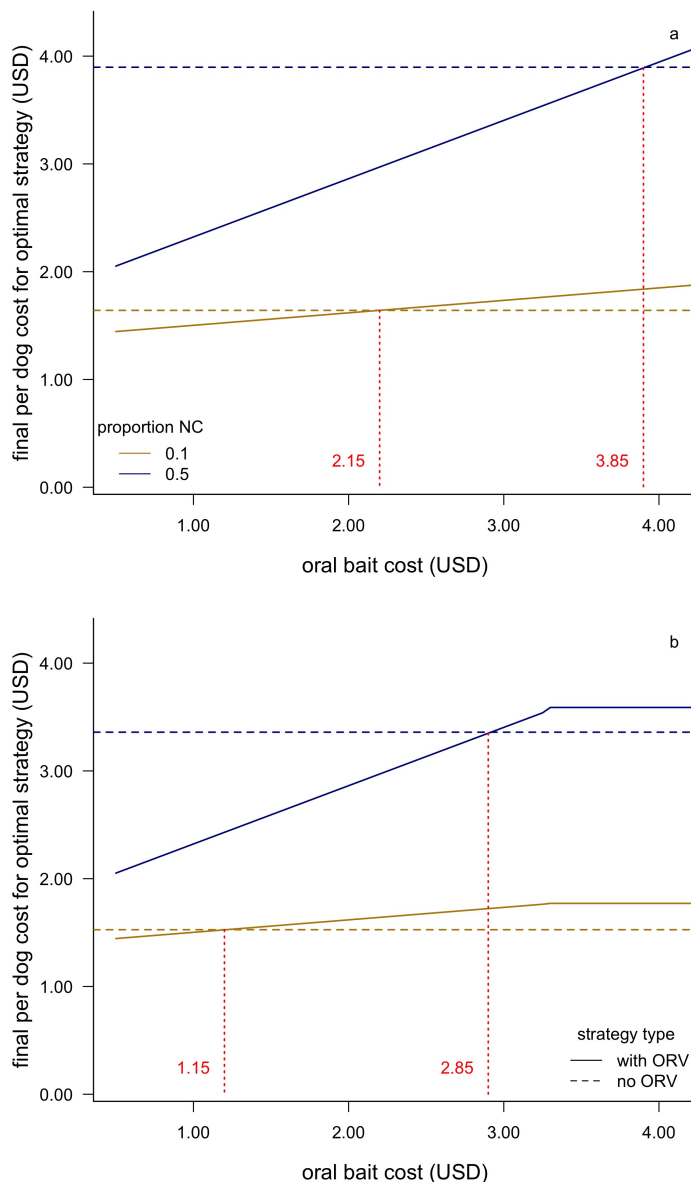 a
final per dog cost for optimal strategy (USD)
4.00
3.00
2.00
1.00
0.00
proportion NC
0.1
0.5
2.15
3.85
1.00
2.00
3.00
4.00
oral bait cost (USD)
b
final per dog cost for optimal strategy (USD)
4.00
3.00
2.00
1.00
0.00
1.15
2.85
strategy type
with ORV
no ORV
1.00
2.00
3.00
4.00
oral bait cost (USD)